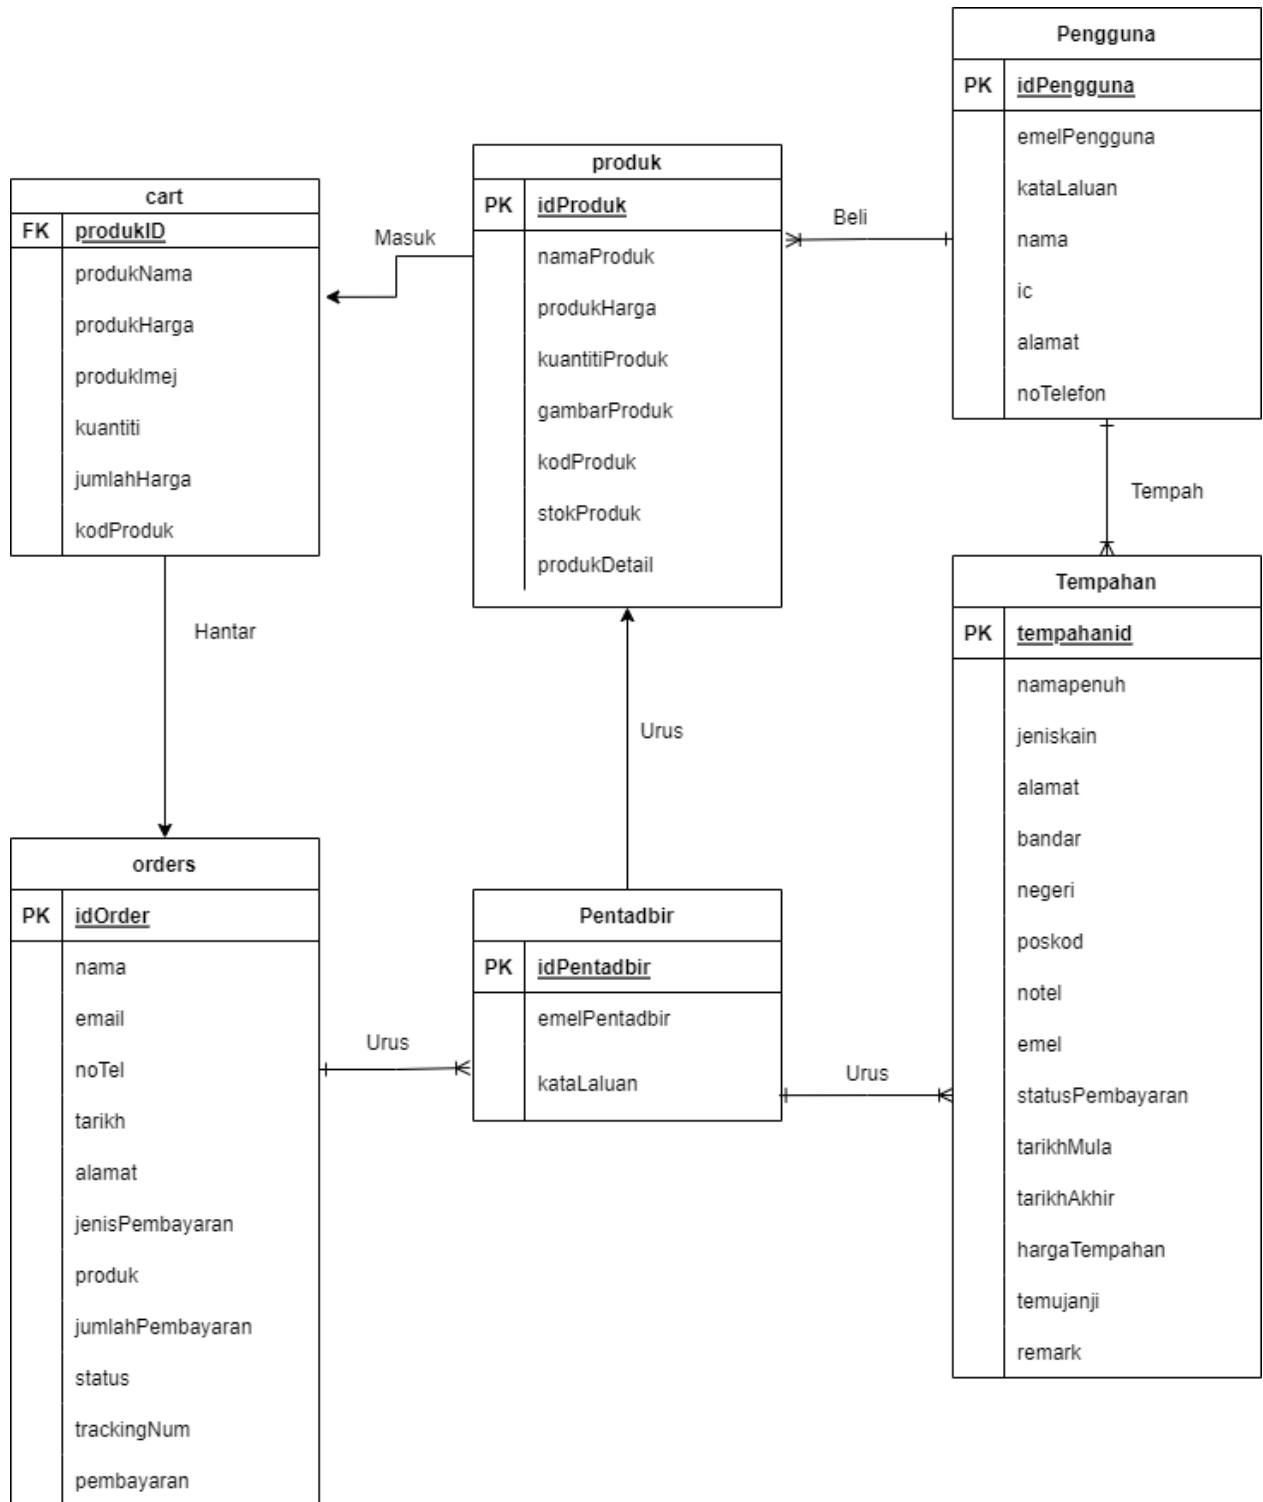 Pengguna
PK idPengguna
emelPengguna
kataLaluan
nama
ic
alamat
noTelefon
produk
PK idProduk
namaProduk
produkHarga
kuantitiProduk
gambarProduk
kodProduk
stokProduk
produkDetail
cart
FK produkID
produkNama
produkHarga
produkImej
kuantiti
jumlahHarga
kodProduk
Masuk
Beli
Tempah
Hantar
Urus
Tempahan
PK tempahanid
namapenuh
jeniskain
alamat
bandar
negeri
poskod
notel
emel
statusPembayaran
tarikhMula
tarikhAkhir
hargaTempahan
temujanji
remark
orders
PK idOrder
nama
email
noTel
tarikh
alamat
jenisPembayaran
produk
jumlahPembayaran
status
trackingNum
pembayaran
Urus
Pentadbir
PK idPentadbir
emelPentadbir
kataLaluan
Urus